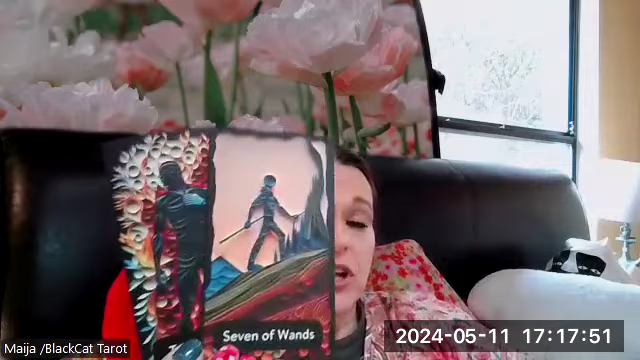 Seven of Wands
Maija /BlackCat Tarot
2024-05-11 17:17:51